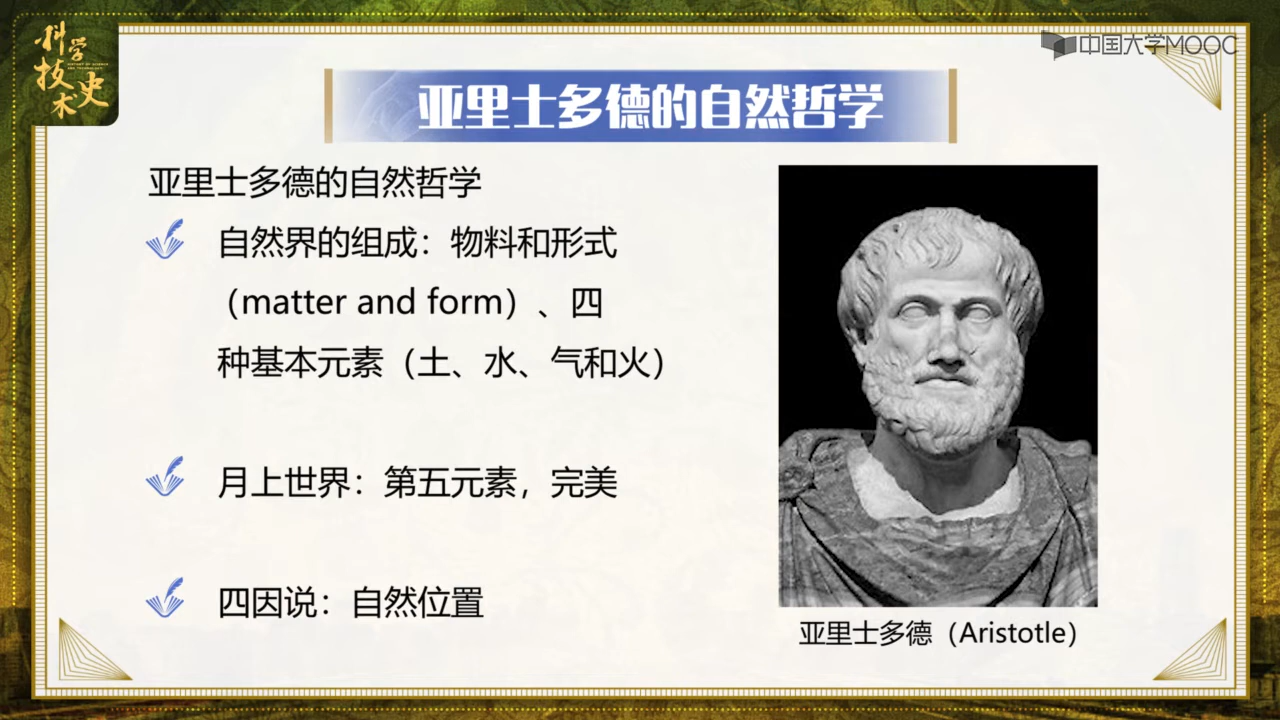 科学
技术史
中国大学MOOC
亚里士多德的自然哲学
亚里士多德的自然哲学
自然界的组成：物料和形式
（matter and form）、四
种基本元素（土、水、气和火）
月上世界：第五元素，完美
四因说：自然位置
亚里士多德（Aristotle）